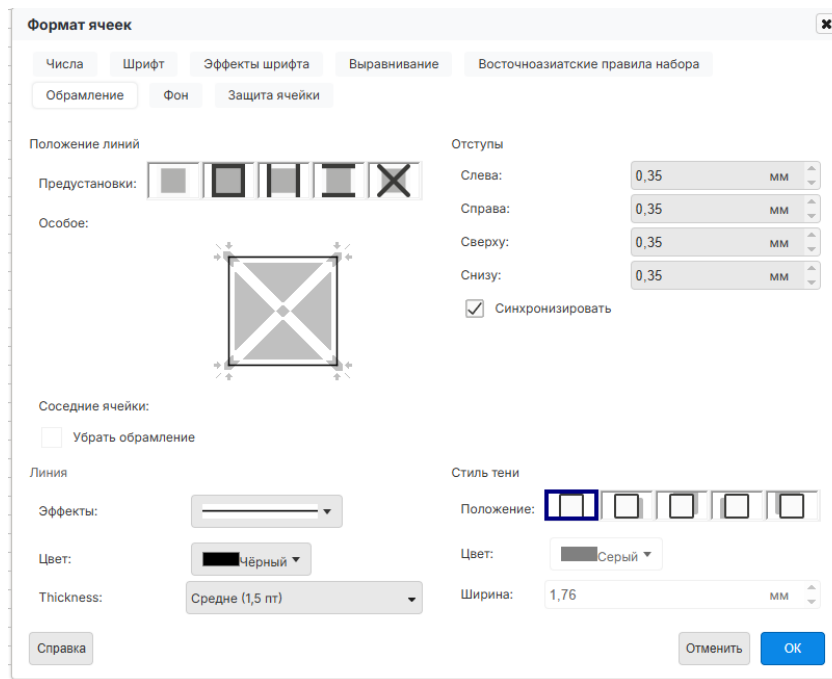 Формат ячеек
Числа Шрифт Эффекты шрифта Выравнивание Восточноазиатские правила набора
Обрамление Фон Защита ячейки
Положение линий
Предустановки:
Особое:
Соседние ячейки:
Убрать обрамление
Отступы
Слева: 0,35 мм
Справа: 0,35 мм
Сверху: 0,35 мм
Снизу: 0,35 мм
Синхронизировать
Линия
Эффекты:
Цвет: Чёрный
Thickness: Средне (1,5 пт)
Стиль тени
Положение:
Цвет: Серый
Ширина: 1,76 мм
Справка Отменить ОК